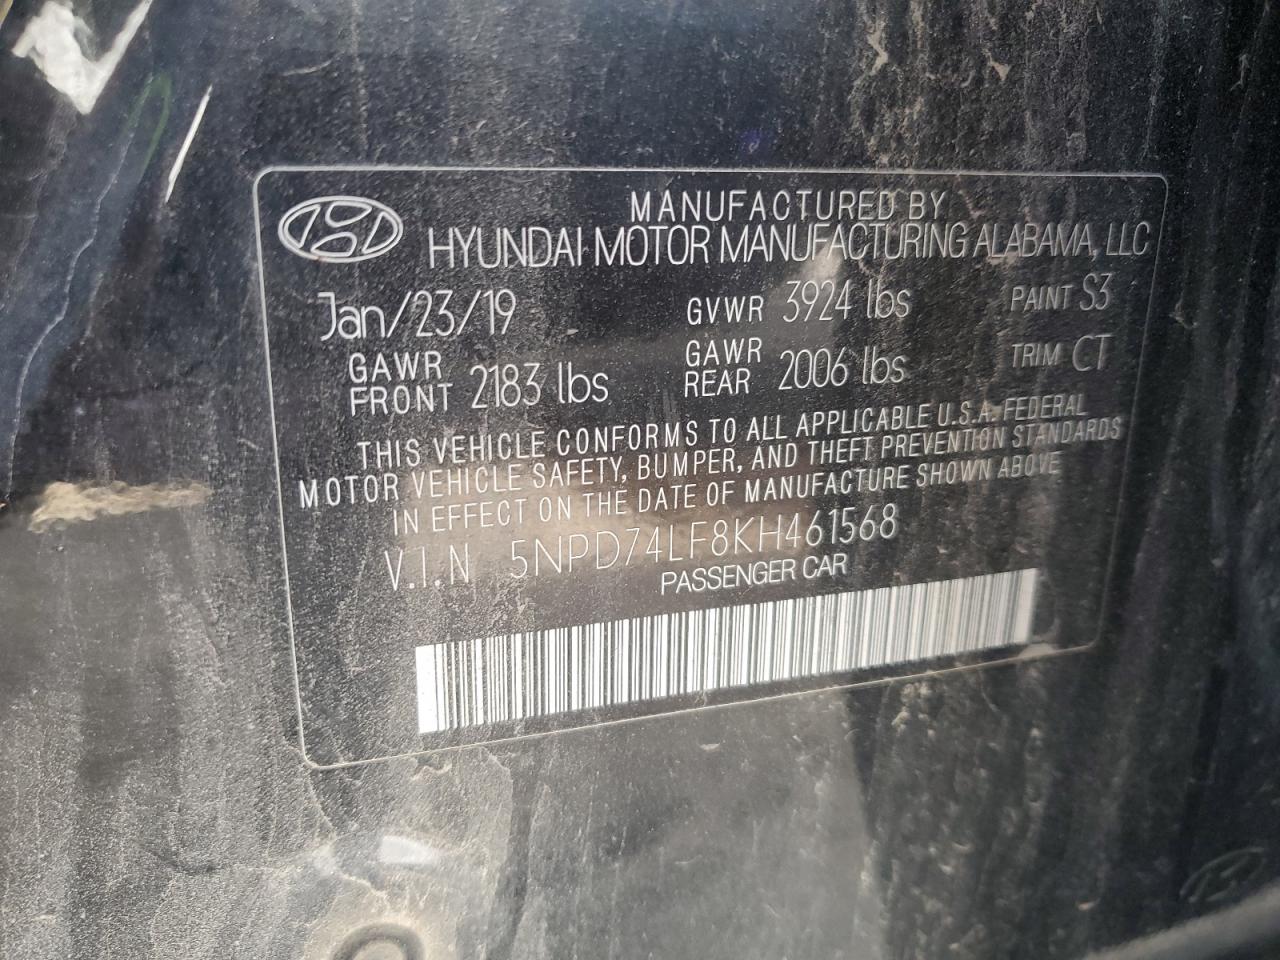 MANUFACTURED BY
HYUNDAI MOTOR MANUFACTURING ALABAMA, LLC
Jan/23/19 GVWR 3924 lbs PAINT S3
GAWR FRONT 2183 lbs GAWR REAR 2006 lbs TRIM CT
THIS VEHICLE CONFORMS TO ALL APPLICABLE U.S.A. FEDERAL
MOTOR VEHICLE SAFETY, BUMPER, AND THEFT PREVENTION STANDARDS
IN EFFECT ON THE DATE OF MANUFACTURE SHOWN ABOVE
V.I.N 5NPD74LF8KH461568
PASSENGER CAR